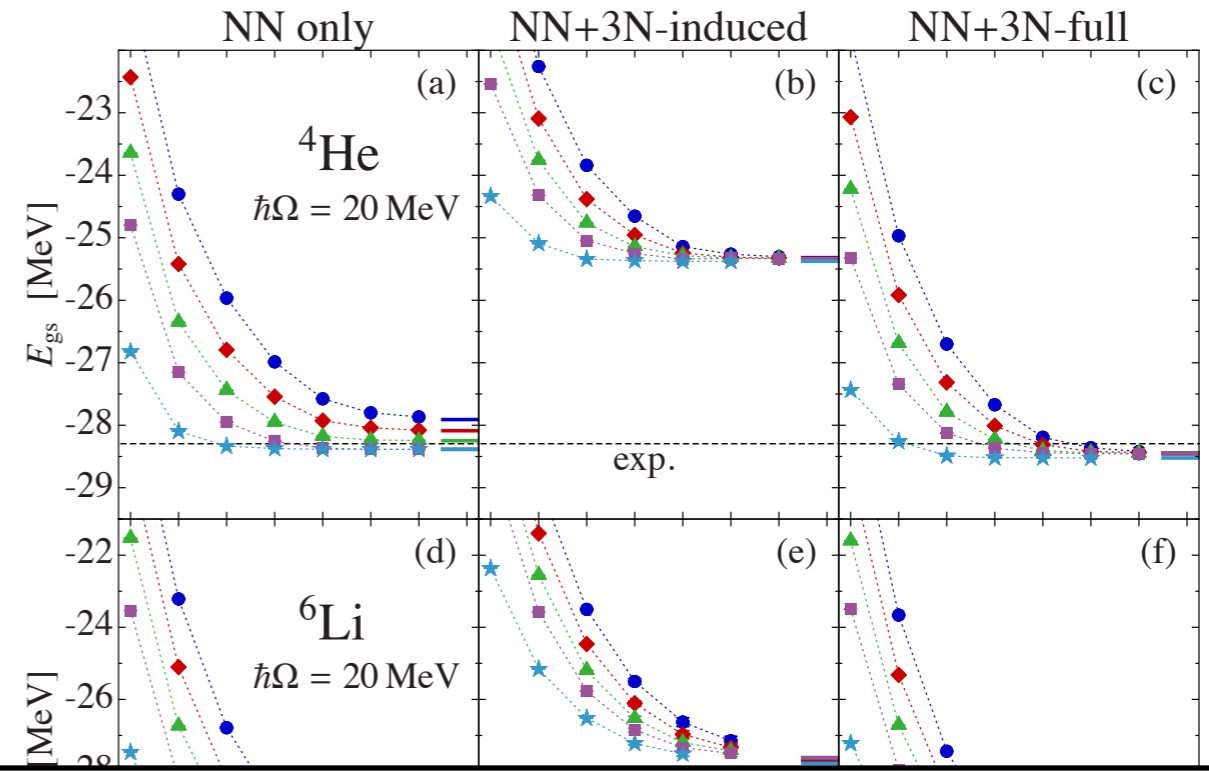 NN only NN+3N-induced NN+3N-full
(a) (b) (c)
-23
⁴He
-24
ℏΩ = 20 MeV
-25
E_gs [MeV]
-26
-27
-28
exp.
-29
(d) (e) (f)
-22
⁶Li
-24
ℏΩ = 20 MeV
-26
[MeV]
-28